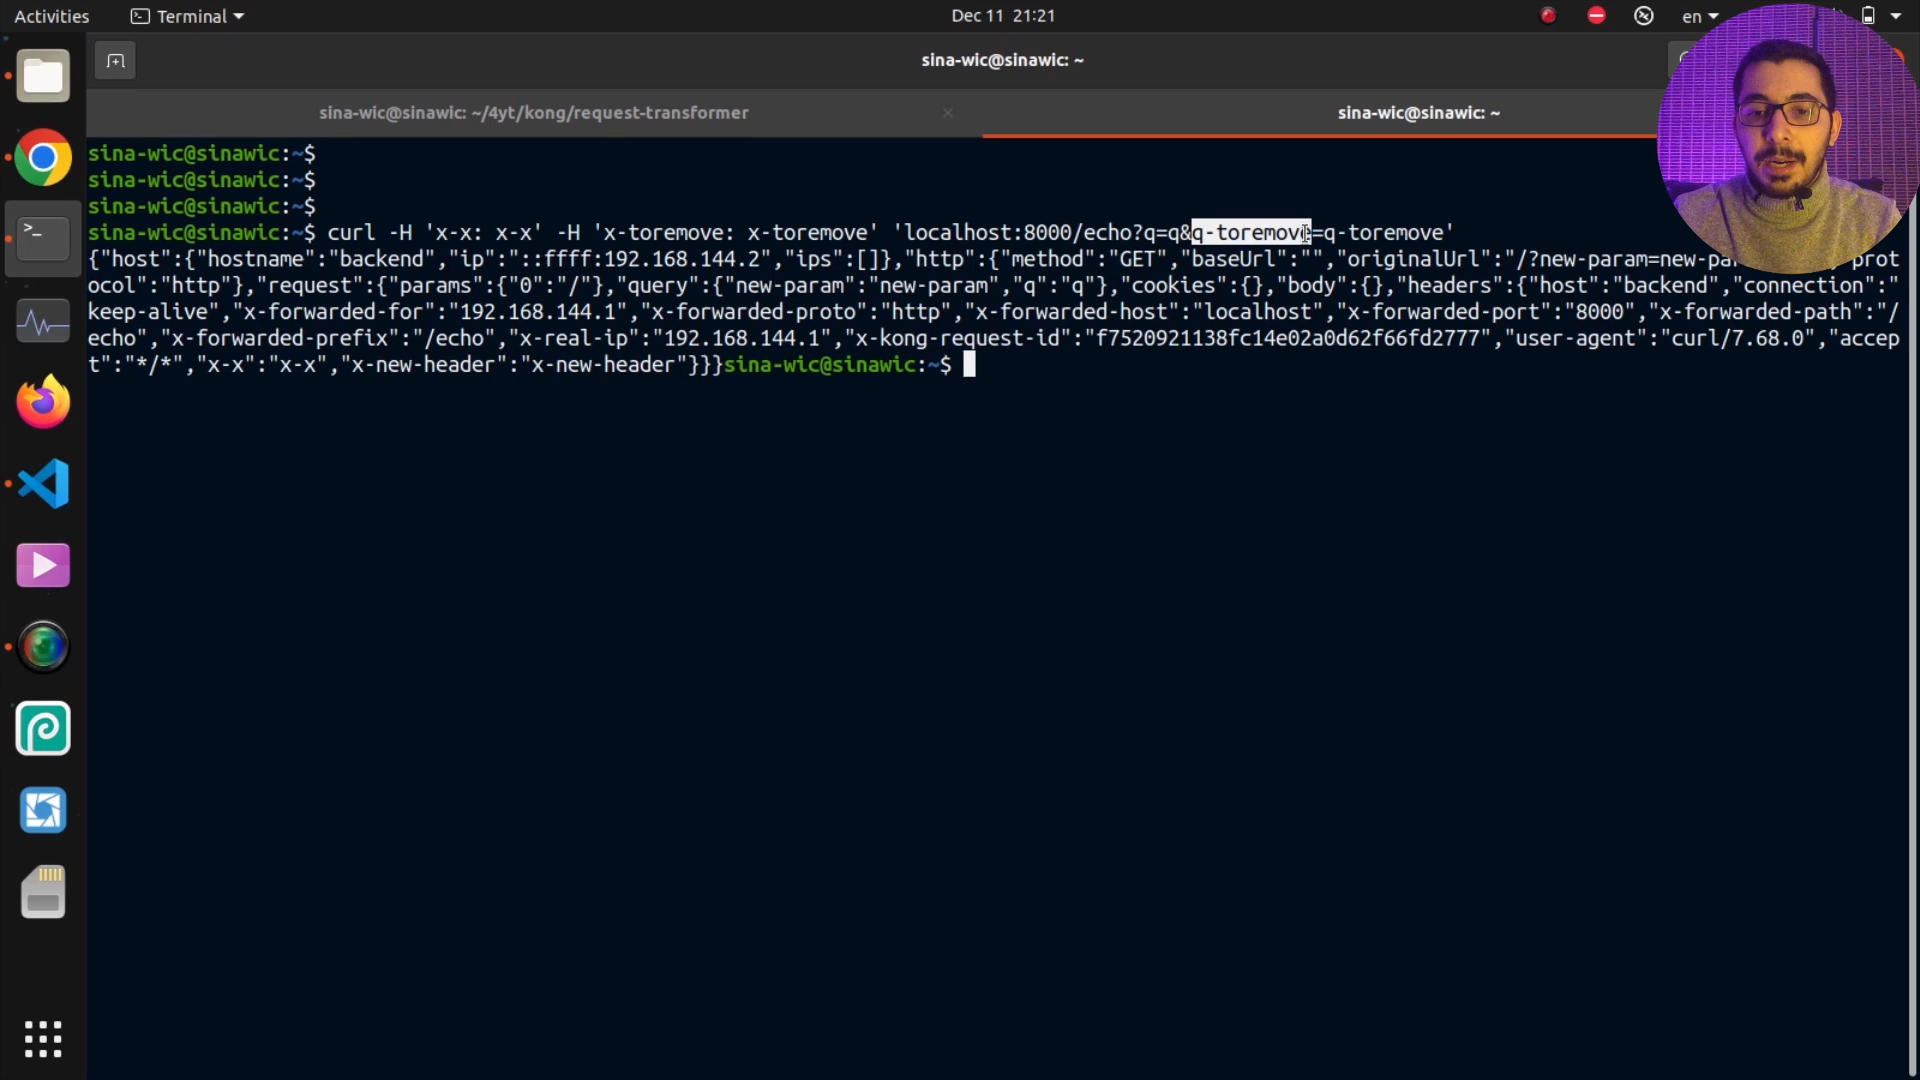 Activities
Terminal
Dec 11 21:21
en
sina-wic@sinawic: ~
sina-wic@sinawic: ~/4yt/kong/request-transformer
sina-wic@sinawic: ~
sina-wic@sinawic:~$
sina-wic@sinawic:~$
sina-wic@sinawic:~$
sina-wic@sinawic:~$ curl -H 'x-x: x-x' -H 'x-toremove: x-toremove' 'localhost:8000/echo?q=q&q-toremove=q-toremove'
{"host":{"hostname":"backend","ip":"::ffff:192.168.144.2","ips":[]},"http":{"method":"GET","baseUrl":"","originalUrl":"/?new-param=new-pa prot
ocol":"http"},"request":{"params":{"0":"/"},"query":{"new-param":"new-param","q":"q"},"cookies":{},"body":{},"headers":{"host":"backend","connection":"
keep-alive","x-forwarded-for":"192.168.144.1","x-forwarded-proto":"http","x-forwarded-host":"localhost","x-forwarded-port":"8000","x-forwarded-path":"/
echo","x-forwarded-prefix":"/echo","x-real-ip":"192.168.144.1","x-kong-request-id":"f7520921138fc14e02a0d62f66fd2777","user-agent":"curl/7.68.0","accep
t":"*/*","x-x":"x-x","x-new-header":"x-new-header"}}}sina-wic@sinawic:~$